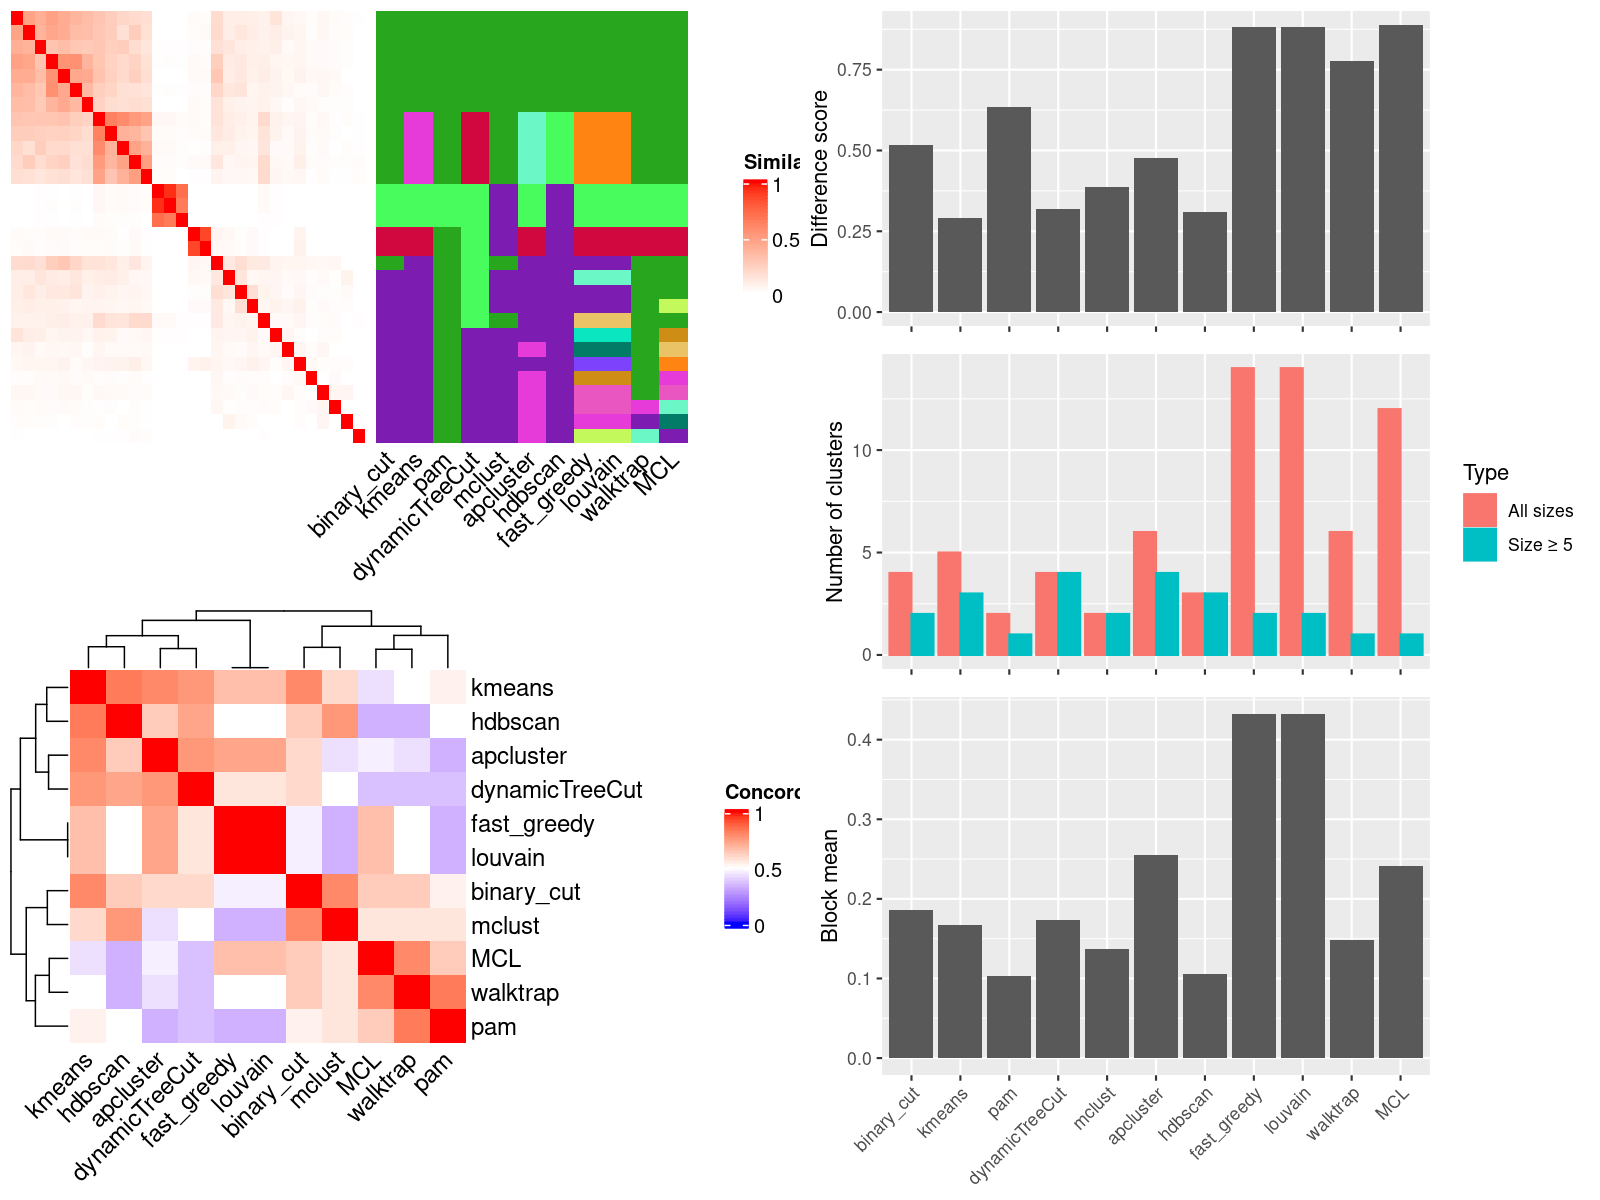 Simila
1
0.5
0
binary_cut
kmeans
pam
dynamicTreeCut
mclust
apcluster
hdbscan
fast_greedy
louvain
walktrap
MCL
kmeans
hdbscan
apcluster
dynamicTreeCut
fast_greedy
louvain
binary_cut
mclust
MCL
walktrap
pam
Concord
1
0.5
0
kmeans
hdbscan
apcluster
dynamicTreeCut
fast_greedy
louvain
binary_cut
mclust
MCL
walktrap
pam
Difference score
0.75
0.50
0.25
0.00
Number of clusters
10
5
0
Type
All sizes
Size ≥ 5
Block mean
0.4
0.3
0.2
0.1
0.0
binary_cut
kmeans
pam
dynamicTreeCut
mclust
apcluster
hdbscan
fast_greedy
louvain
walktrap
MCL